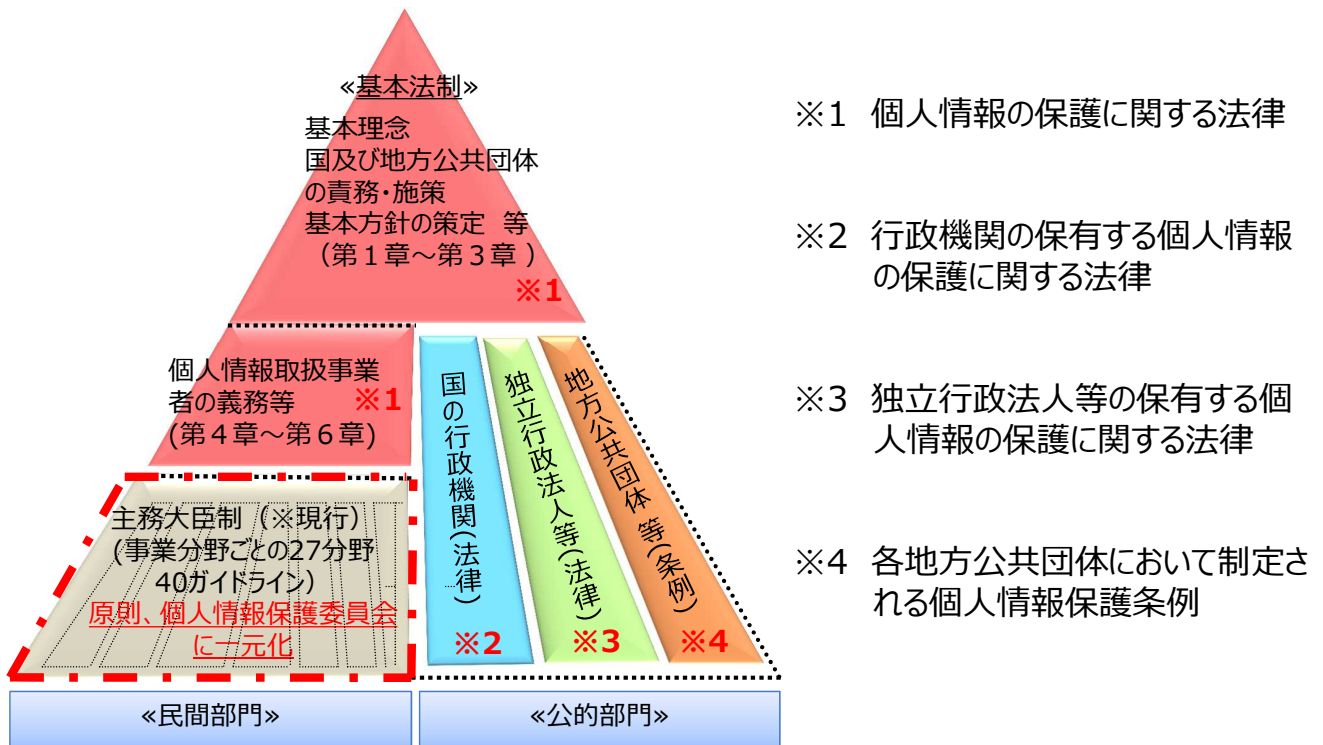 «基本法制»
基本理念
国及び地方公共団体
の責務・施策
基本方針の策定 等
（第１章～第３章 ）
※1
個人情報取扱事業
者の義務等 ※1
(第４章～第６章)
主務大臣制（※現行）
(事業分野ごとの27分野
40ガイドライン）
原則、個人情報保護委員会
に一元化
国の行政機関(法律)
※2
独立行政法人等(法律)
※3
地方公共団体 等(条例)
※4
«民間部門»
«公的部門»
※1 個人情報の保護に関する法律
※2 行政機関の保有する個人情報
の保護に関する法律
※3 独立行政法人等の保有する個
人情報の保護に関する法律
※4 各地方公共団体において制定さ
れる個人情報保護条例